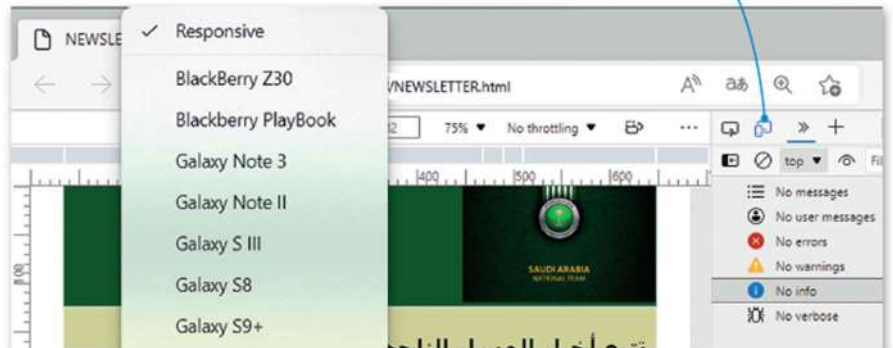 Responsive
NEWSLE
BlackBerry Z30
/NEWSLETTER.html
Blackberry PlayBook
75% ▼ No throttling ▼
top ▼
Galaxy Note 3
400 500 600
No messages
Galaxy Note II
No user messages
Galaxy S III
No errors
SAUDI ARABIA
NATIONAL TEAM
No warnings
Galaxy S8
No info
Galaxy S9+
No verbose